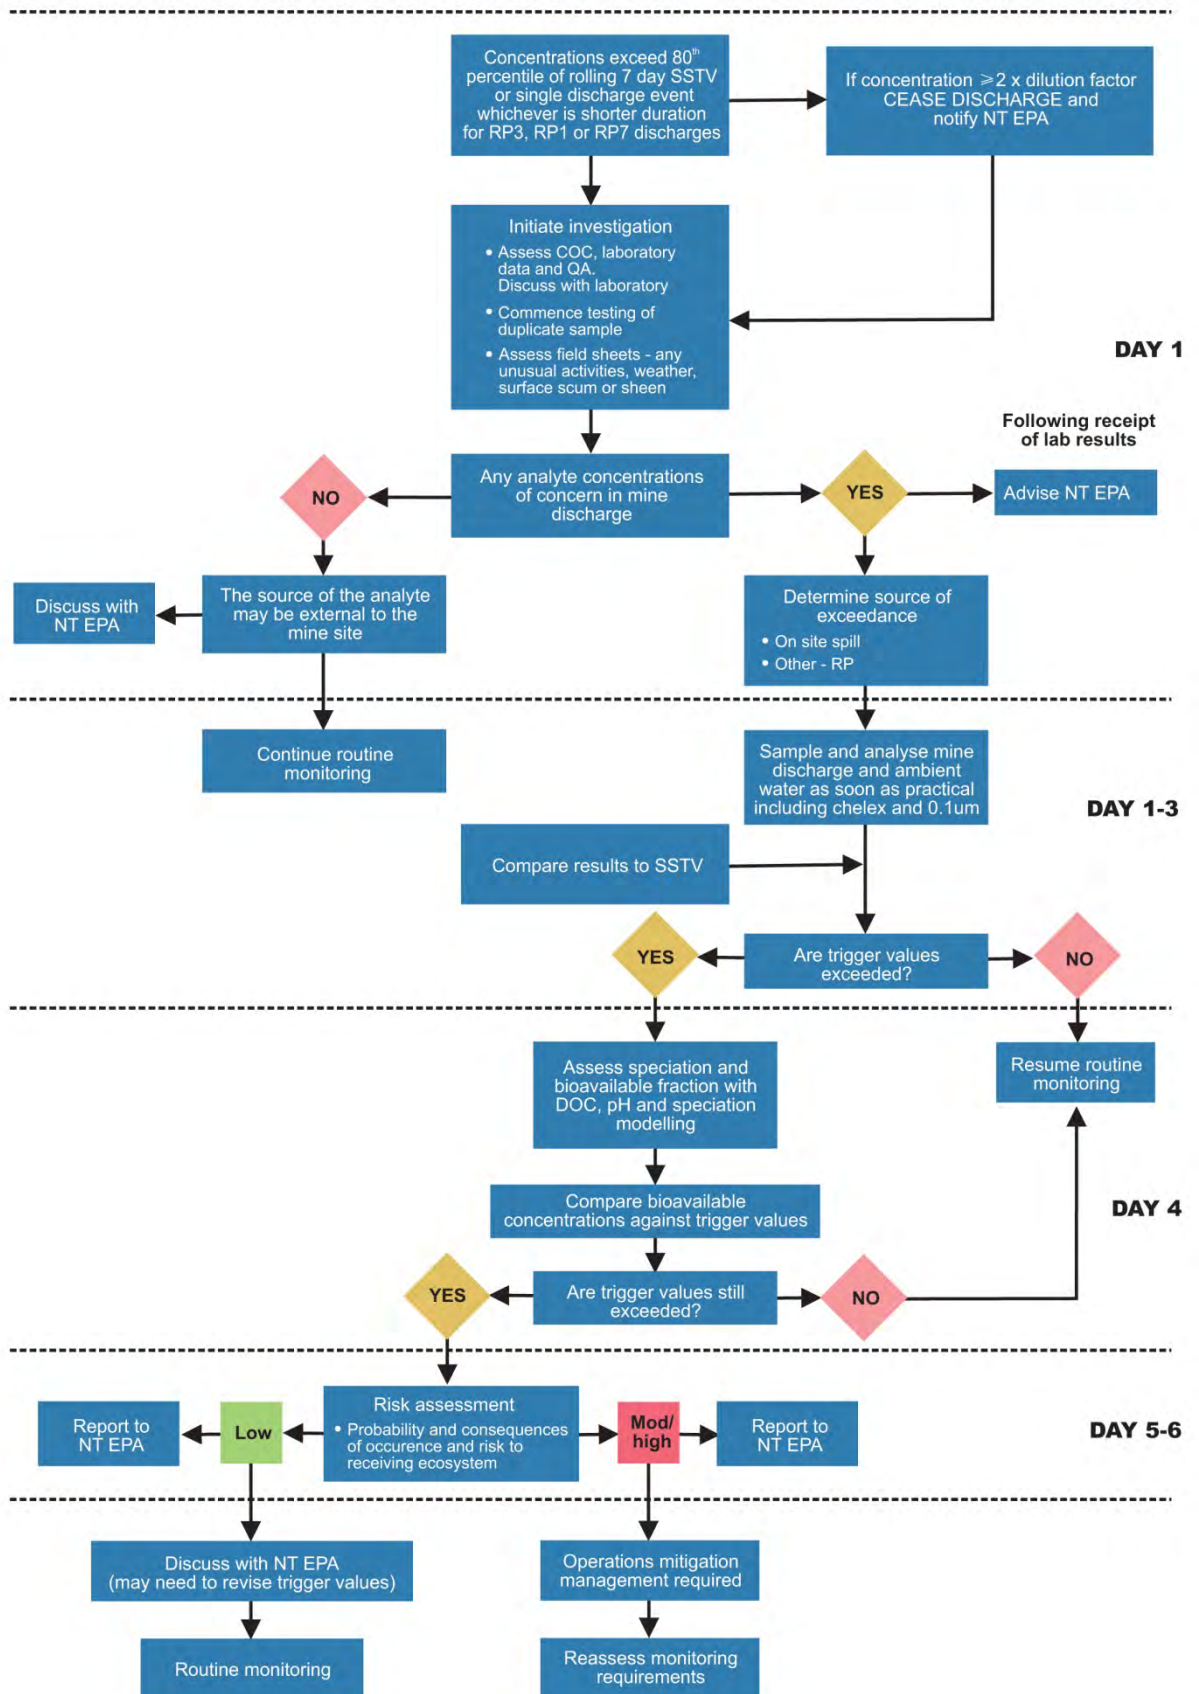 Concentrations exceed 80th
percentile of rolling 7 day SSTV
or single discharge event
whichever is shorter duration
for RP3, RP1 or RP7 discharges
If concentration ⩾2 x dilution factor
CEASE DISCHARGE and
notify NT EPA
Initiate investigation
• Assess COC, laboratory
data and QA.
Discuss with laboratory
• Commence testing of
duplicate sample
• Assess field sheets - any
unusual activities, weather,
surface scum or sheen
DAY 1
Following receipt
of lab results
NO
Any analyte concentrations
of concern in mine
discharge
YES
Advise NT EPA
Discuss with
NT EPA
The source of the analyte
may be external to the
mine site
Determine source of
exceedance
• On site spill
• Other - RP
Continue routine
monitoring
Sample and analyse mine
discharge and ambient
water as soon as practical
including chelex and 0.1um
DAY 1-3
Compare results to SSTV
YES
Are trigger values
exceeded?
NO
Assess speciation and
bioavailable fraction with
DOC, pH and speciation
modelling
Resume routine
monitoring
Compare bioavailable
concentrations against trigger values
DAY 4
YES
Are trigger values still
exceeded?
NO
Report to
NT EPA
Low
Risk assessment
• Probability and consequences
of occurence and risk to
receiving ecosystem
Mod/
high
Report to
NT EPA
DAY 5-6
Discuss with NT EPA
(may need to revise trigger values)
Operations mitigation
management required
Routine monitoring
Reassess monitoring
requirements